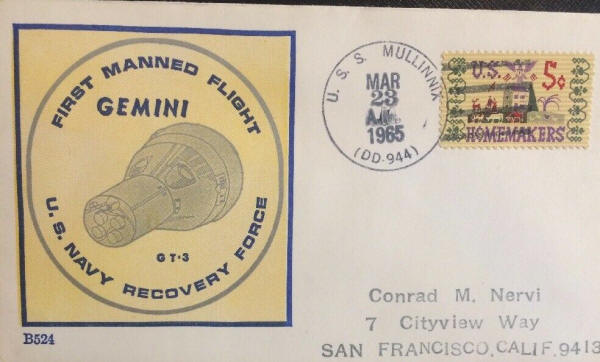 FIRST MANNED FLIGHT
GEMINI
GT-3
U.S. NAVY RECOVERY FORCE
B524
U. S. S. MULLINNIX
MAR
23
A.M.
1965
(DD-944)
U.S. 5¢
HOMEMAKERS
Conrad M. Nervi
7 Cityview Way
SAN FRANCISCO, CALIF. 9413